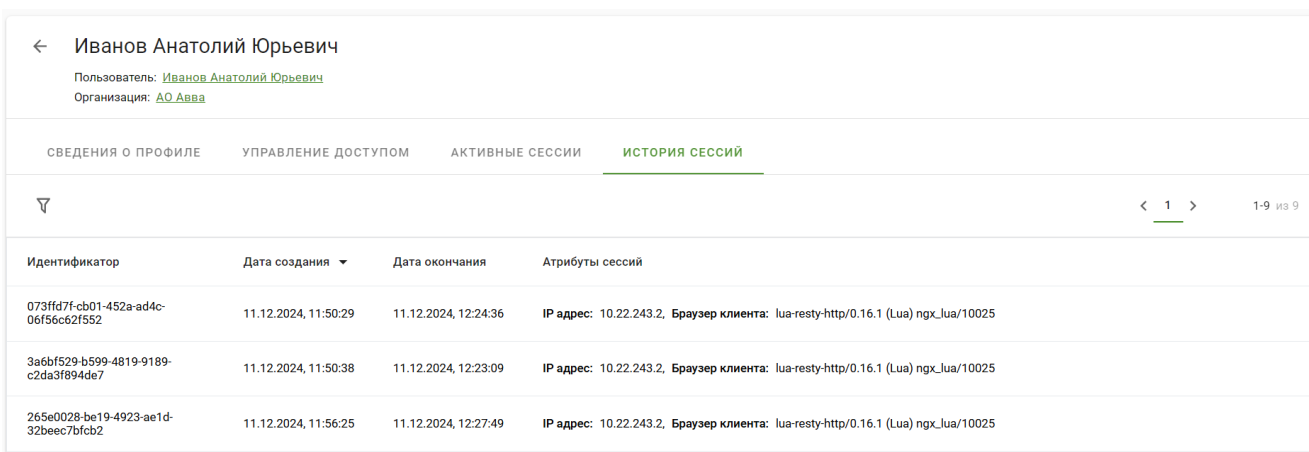 Иванов Анатолий Юрьевич
Пользователь: Иванов Анатолий Юрьевич
Организация: АО Авва
СВЕДЕНИЯ О ПРОФИЛЕ УПРАВЛЕНИЕ ДОСТУПОМ АКТИВНЫЕ СЕССИИ ИСТОРИЯ СЕССИЙ
1 1-9 из 9
Идентификатор Дата создания Дата окончания Атрибуты сессий
073ffd7f-cb01-452a-ad4c-
06f56c62f552 11.12.2024, 11:50:29 11.12.2024, 12:24:36 IP адрес: 10.22.243.2, Браузер клиента: lua-resty-http/0.16.1 (Lua) ngx_lua/10025
3a6bf529-b599-4819-9189-
c2da3f894de7 11.12.2024, 11:50:38 11.12.2024, 12:23:09 IP адрес: 10.22.243.2, Браузер клиента: lua-resty-http/0.16.1 (Lua) ngx_lua/10025
265e0028-be19-4923-ae1d-
32beec7bfcb2 11.12.2024, 11:56:25 11.12.2024, 12:27:49 IP адрес: 10.22.243.2, Браузер клиента: lua-resty-http/0.16.1 (Lua) ngx_lua/10025